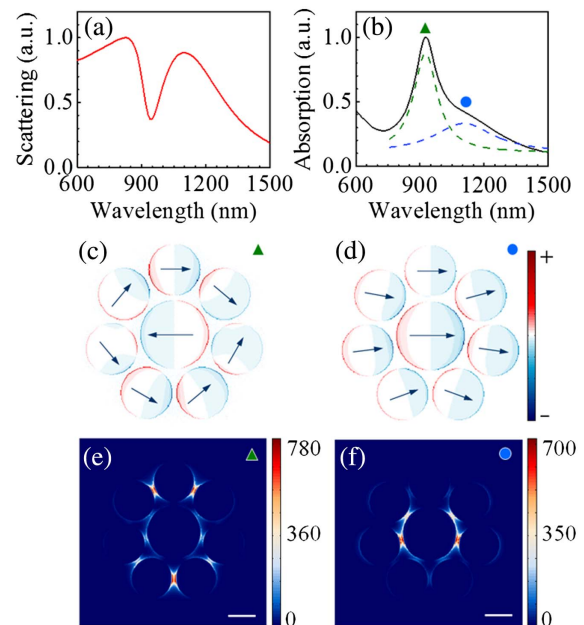 (a)
Scattering (a.u.)
1.0
0.5
0.0
600 900 1200 1500
Wavelength (nm)
(b)
Absorption (a.u.)
1.0
0.5
0.0
600 900 1200 1500
Wavelength (nm)
(c)
(d)
+
-
(e)
780
360
0
(f)
700
360
0